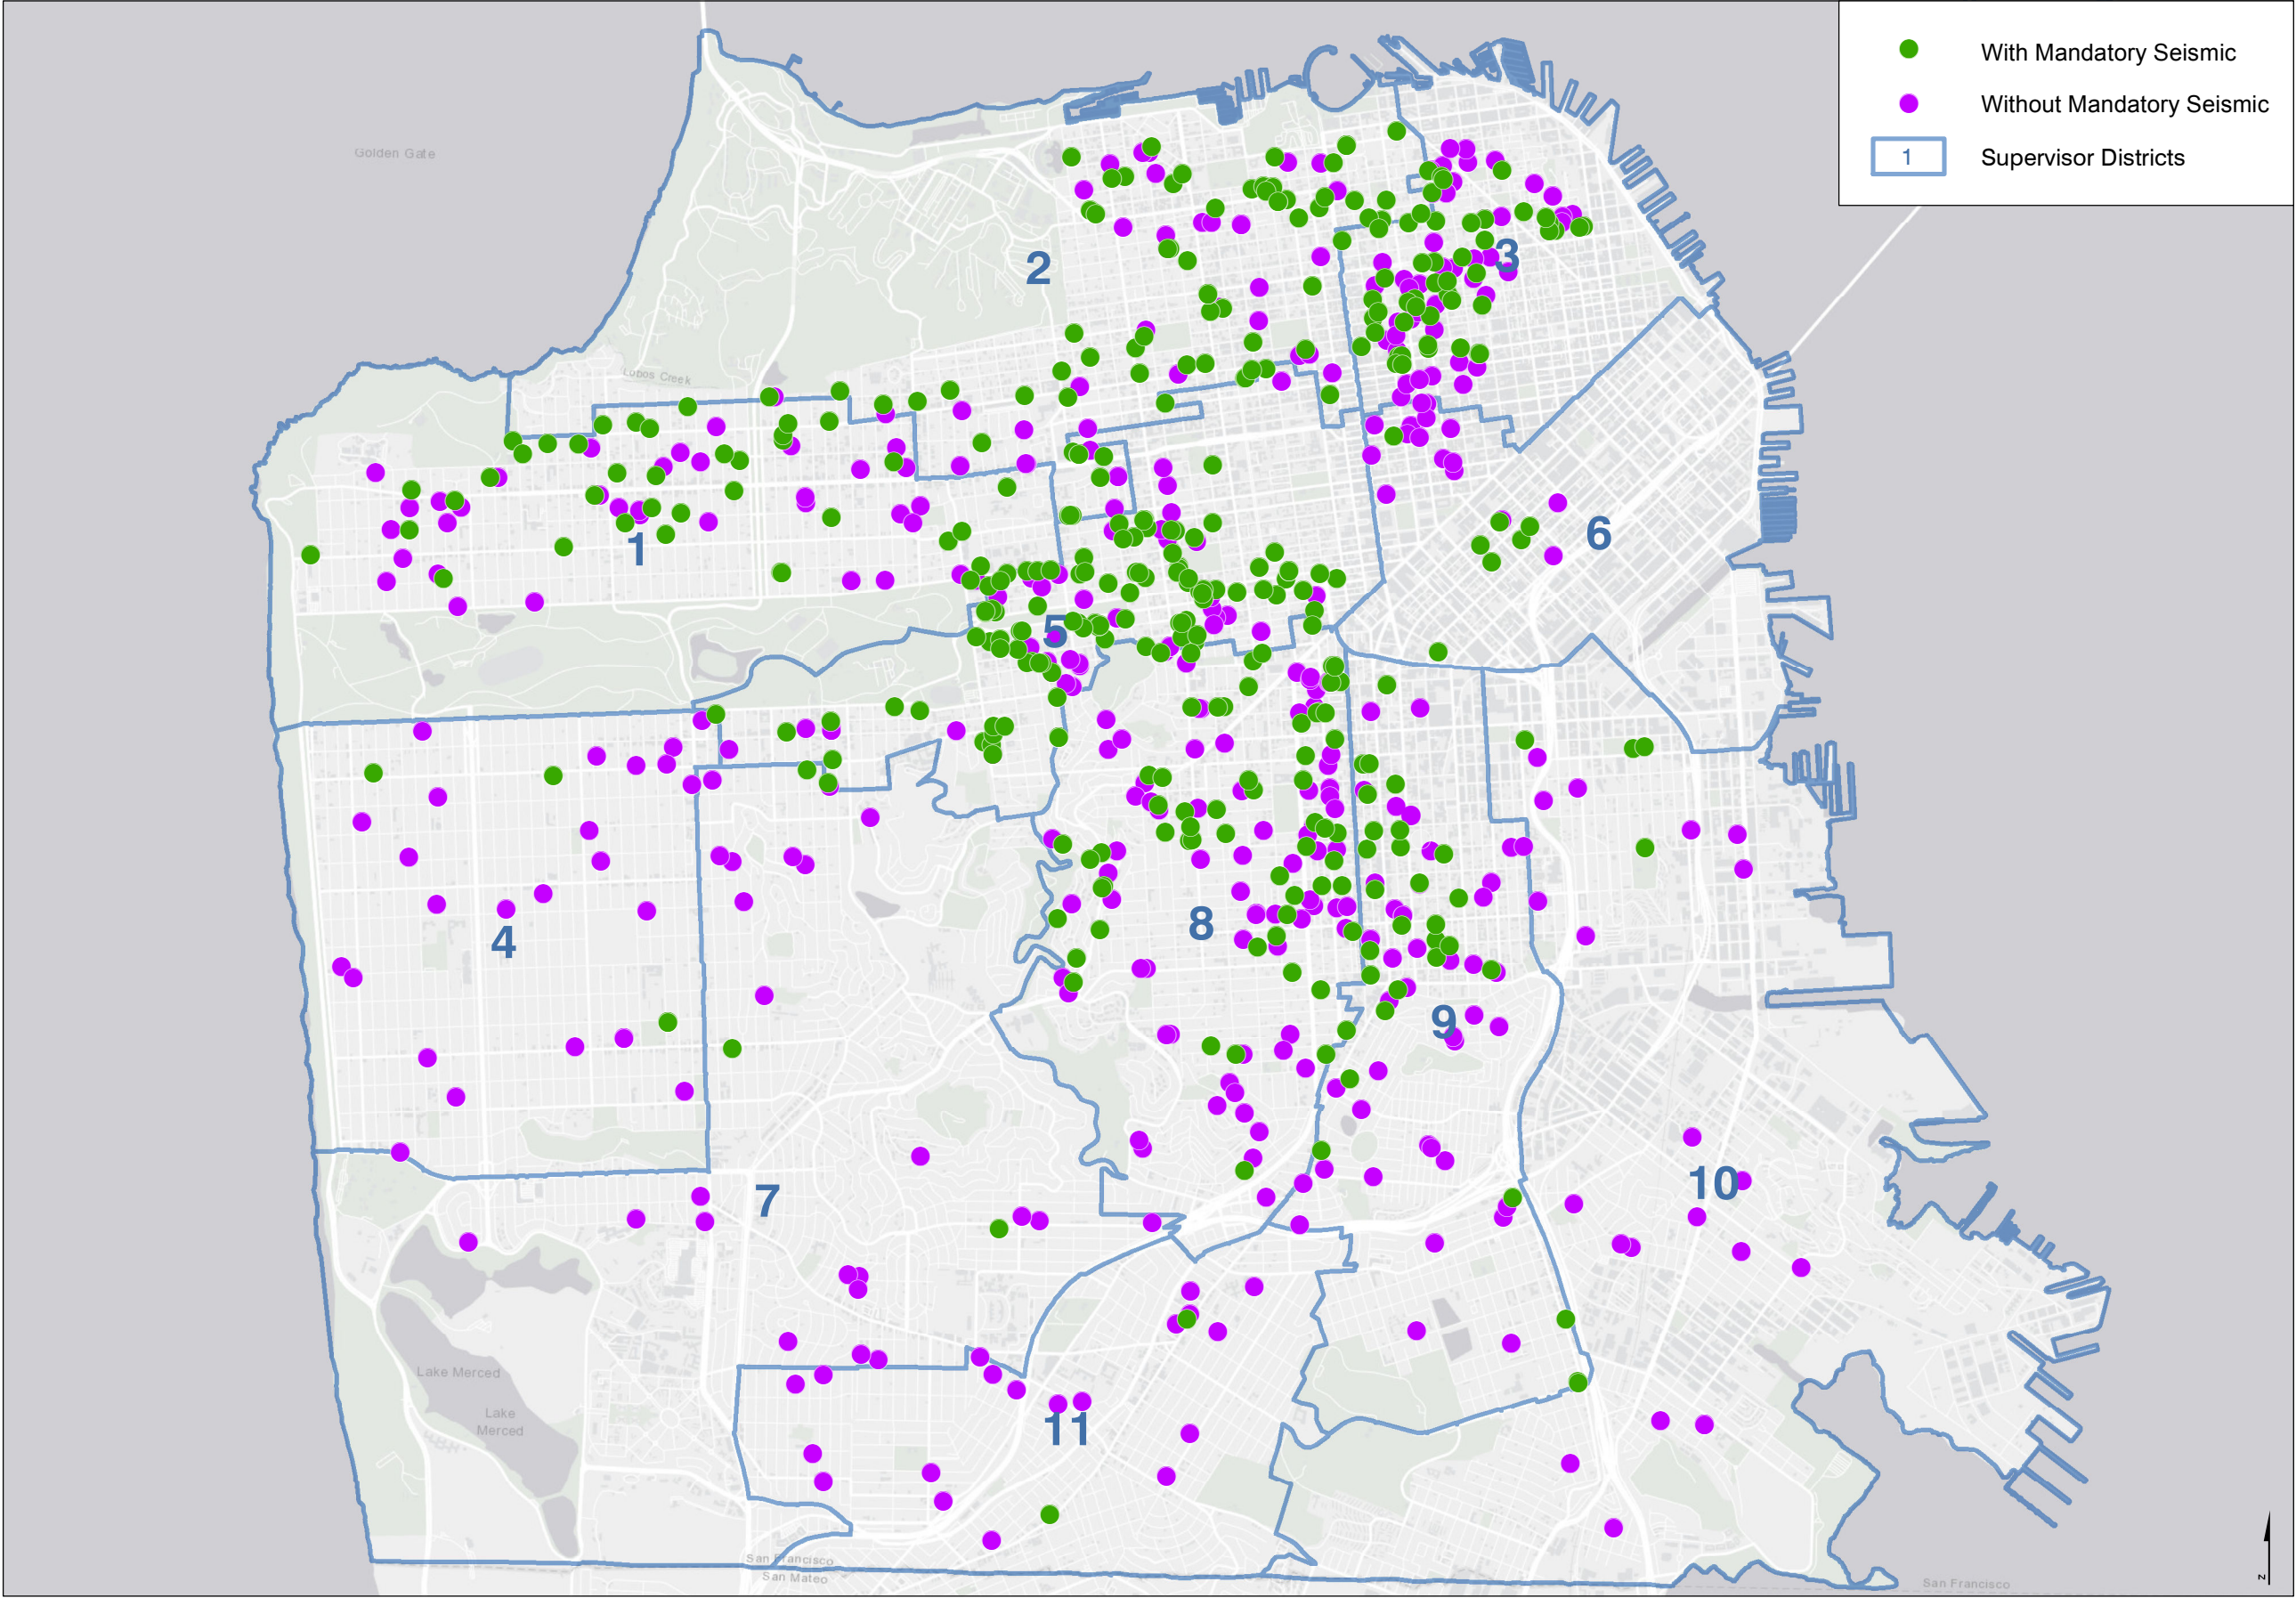 With Mandatory Seismic
Without Mandatory Seismic
1 Supervisor Districts
Golden Gate
2
3
Lobos Creek
6
1
5
8
4
9
10
7
Lake Merced
Lake
Merced
11
San Francisco
San Mateo
San Francisco
z